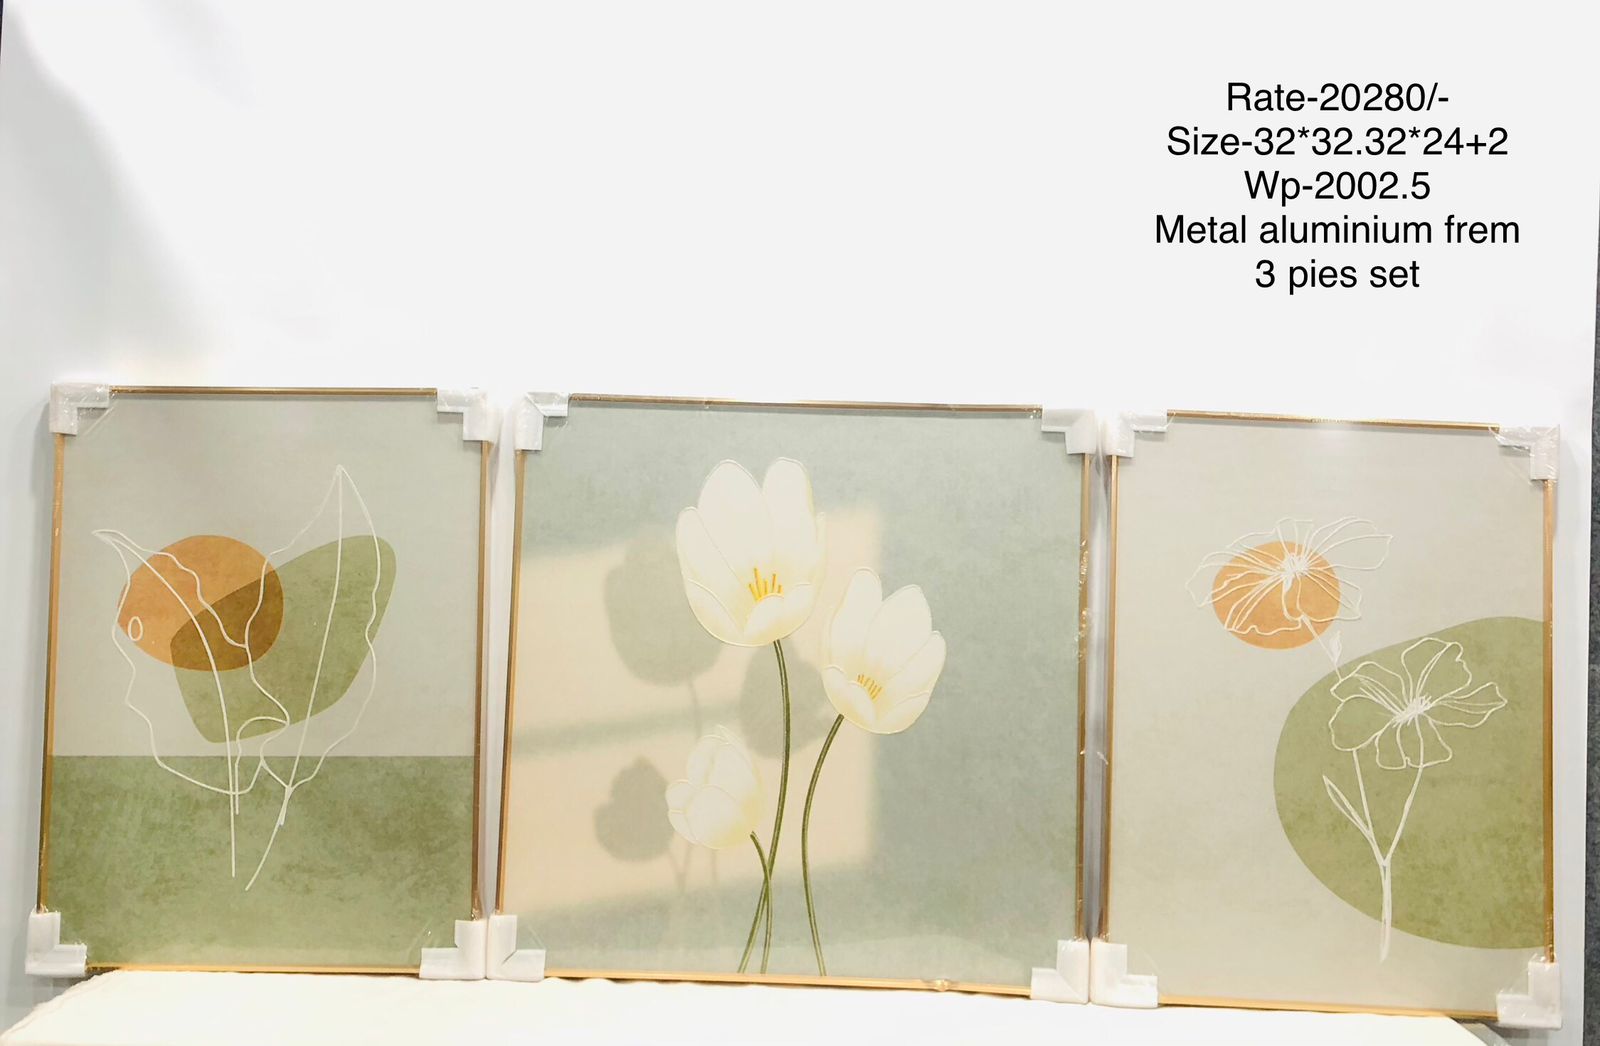 Rate-20280/-
Size-32*32.32*24+2
Wp-2002.5
Metal aluminium frem
3 pies set